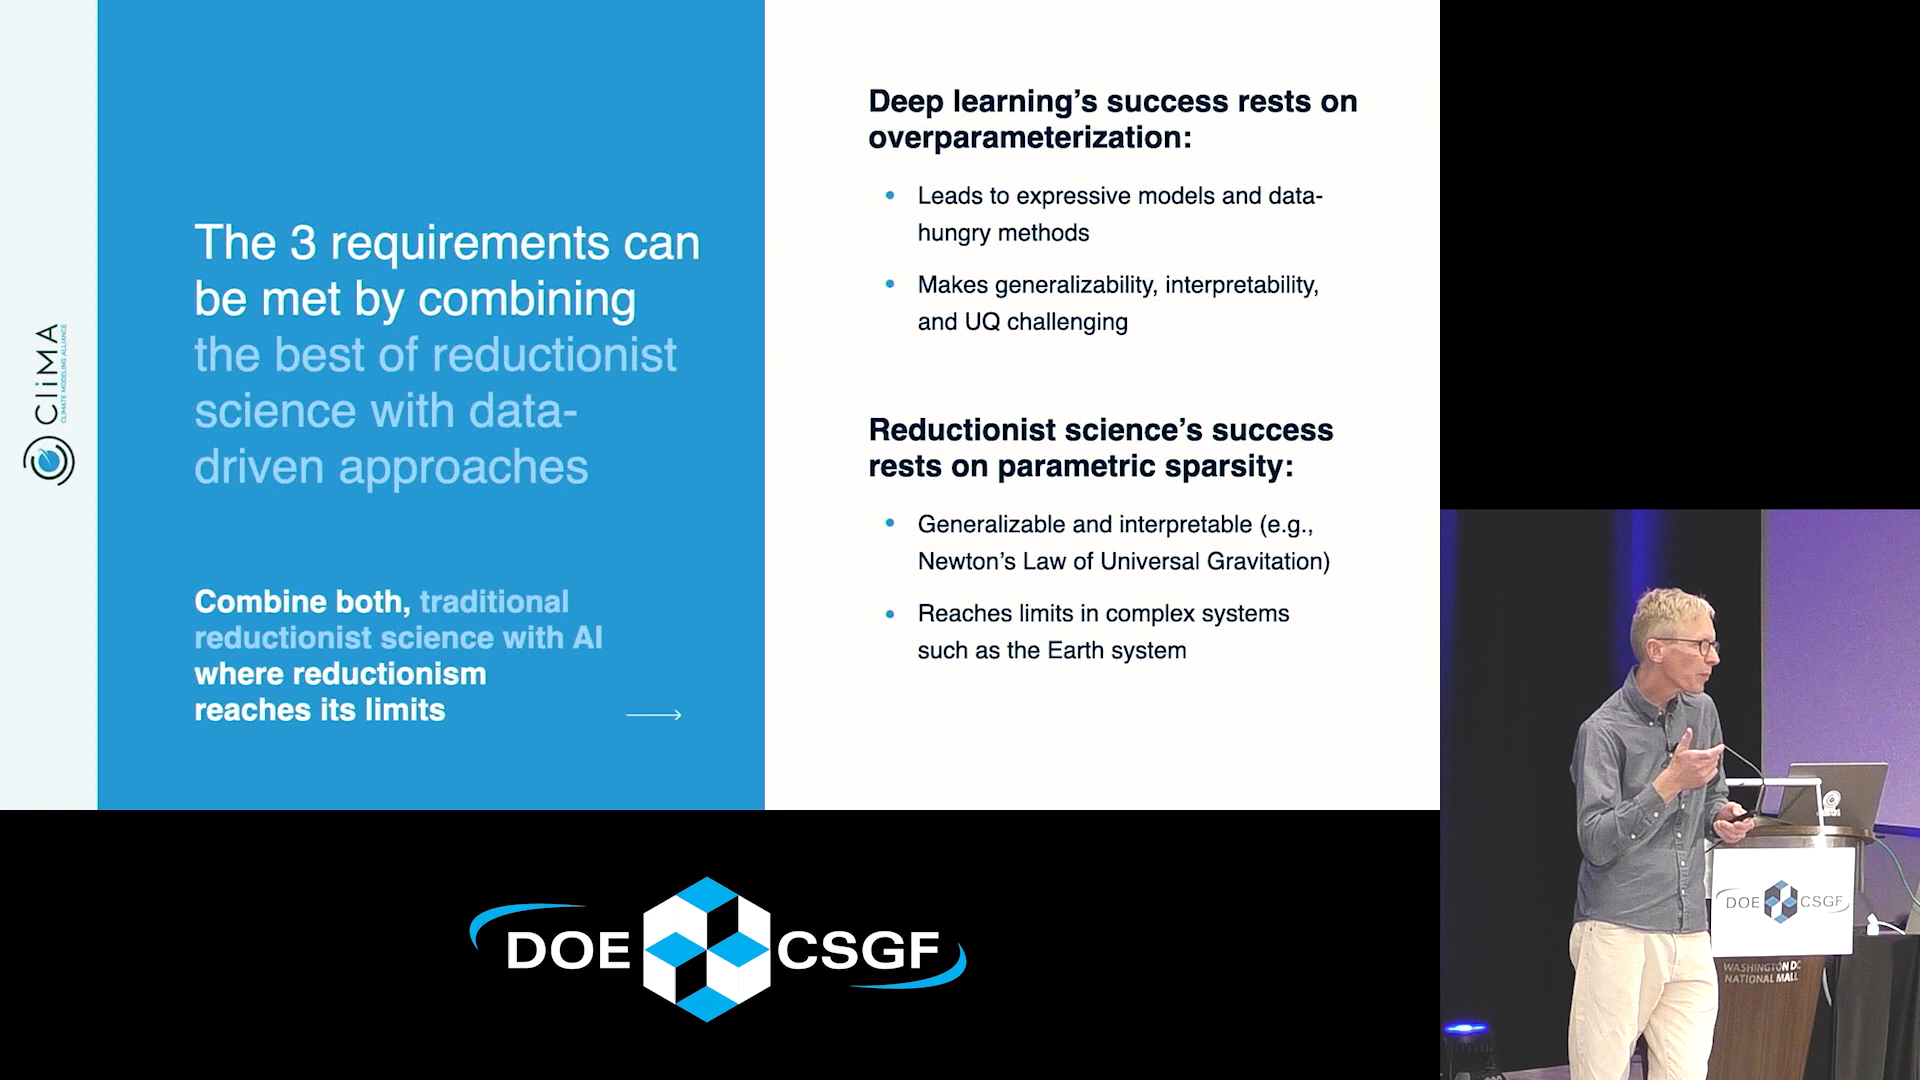 CliMA
CLIMATE MODELING ALLIANCE
The 3 requirements can
be met by combining
the best of reductionist
science with data-
driven approaches
Combine both, traditional
reductionist science with AI
where reductionism
reaches its limits
Deep learning’s success rests on
overparameterization:
• Leads to expressive models and data-
hungry methods
• Makes generalizability, interpretability,
and UQ challenging
Reductionist science’s success
rests on parametric sparsity:
• Generalizable and interpretable (e.g.,
Newton’s Law of Universal Gravitation)
• Reaches limits in complex systems
such as the Earth system
DOE CSGF
DOE CSGF
WASHINGTON DC
NATIONAL MALL